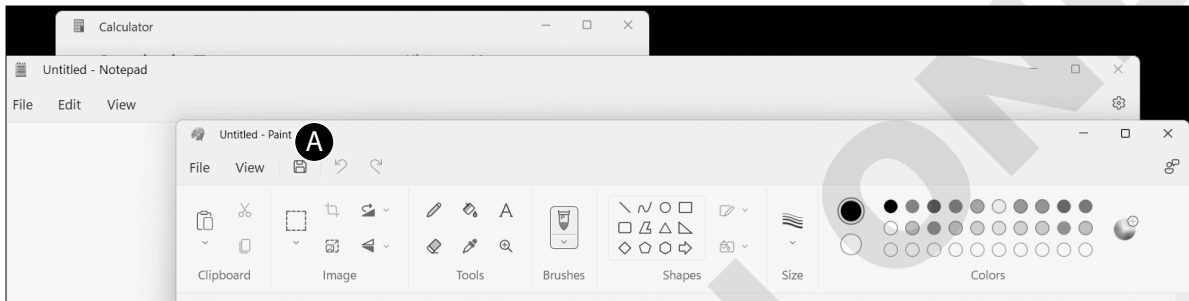 Calculator
Untitled - Notepad
File Edit View
Untitled - Paint
A
File View
A
Clipboard Image Tools Brushes Shapes Size Colors